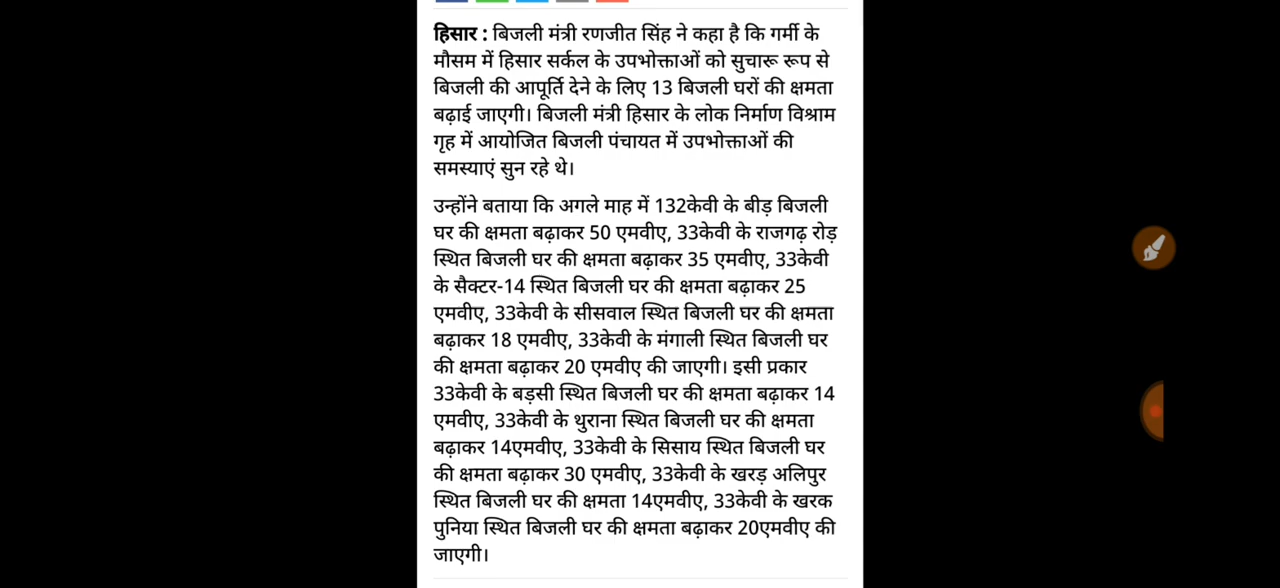 हिसार : बिजली मंत्री रणजीत सिंह ने कहा है कि गर्मी के
मौसम में हिसार सर्कल के उपभोक्ताओं को सुचारू रूप से
बिजली की आपूर्ति देने के लिए 13 बिजली घरों की क्षमता
बढ़ाई जाएगी। बिजली मंत्री हिसार के लोक निर्माण विश्राम
गृह में आयोजित बिजली पंचायत में उपभोक्ताओं की
समस्याएं सुन रहे थे।
उन्होंने बताया कि अगले माह में 132केवी के बीड़ बिजली
घर की क्षमता बढ़ाकर 50 एमवीए, 33केवी के राजगढ़ रोड़
स्थित बिजली घर की क्षमता बढ़ाकर 35 एमवीए, 33केवी
के सैक्टर-14 स्थित बिजली घर की क्षमता बढ़ाकर 25
एमवीए, 33केवी के सीसवाल स्थित बिजली घर की क्षमता
बढ़ाकर 18 एमवीए, 33केवी के मंगाली स्थित बिजली घर
की क्षमता बढ़ाकर 20 एमवीए की जाएगी। इसी प्रकार
33केवी के बड़सी स्थित बिजली घर की क्षमता बढ़ाकर 14
एमवीए, 33केवी के थुराना स्थित बिजली घर की क्षमता
बढ़ाकर 14एमवीए, 33केवी के सिसाय स्थित बिजली घर
की क्षमता बढ़ाकर 30 एमवीए, 33केवी के खरड़ अलिपुर
स्थित बिजली घर की क्षमता 14एमवीए, 33केवी के खरक
पुनिया स्थित बिजली घर की क्षमता बढ़ाकर 20एमवीए की
जाएगी।